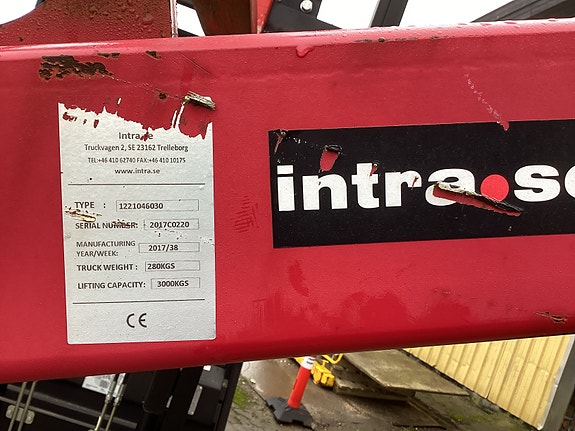 Intra.se
Truckvagen 2, SE 23162 Trelleborg
TEL:+46 410 62740 FAX:+46 410 10175
www.intra.se
TYPE : 1221046030
SERIAL NUMBER: 2017C0220
MANUFACTURING
YEAR/WEEK: 2017/38
TRUCK WEIGHT : 280KGS
LIFTING CAPACITY: 3000KGS
CE
intra.se